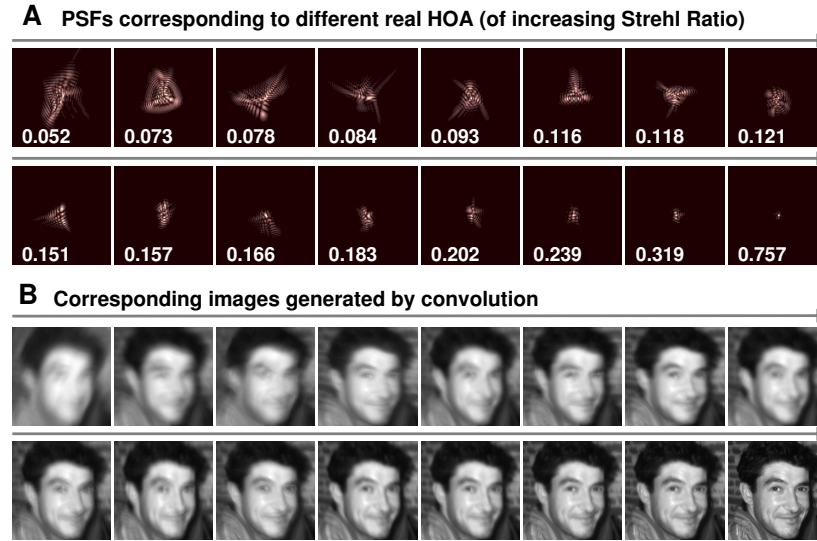 A PSFs corresponding to different real HOA (of increasing Strehl Ratio)
0.052 0.073 0.078 0.084 0.093 0.116 0.118 0.121
0.151 0.157 0.166 0.183 0.202 0.239 0.319 0.757
B Corresponding images generated by convolution